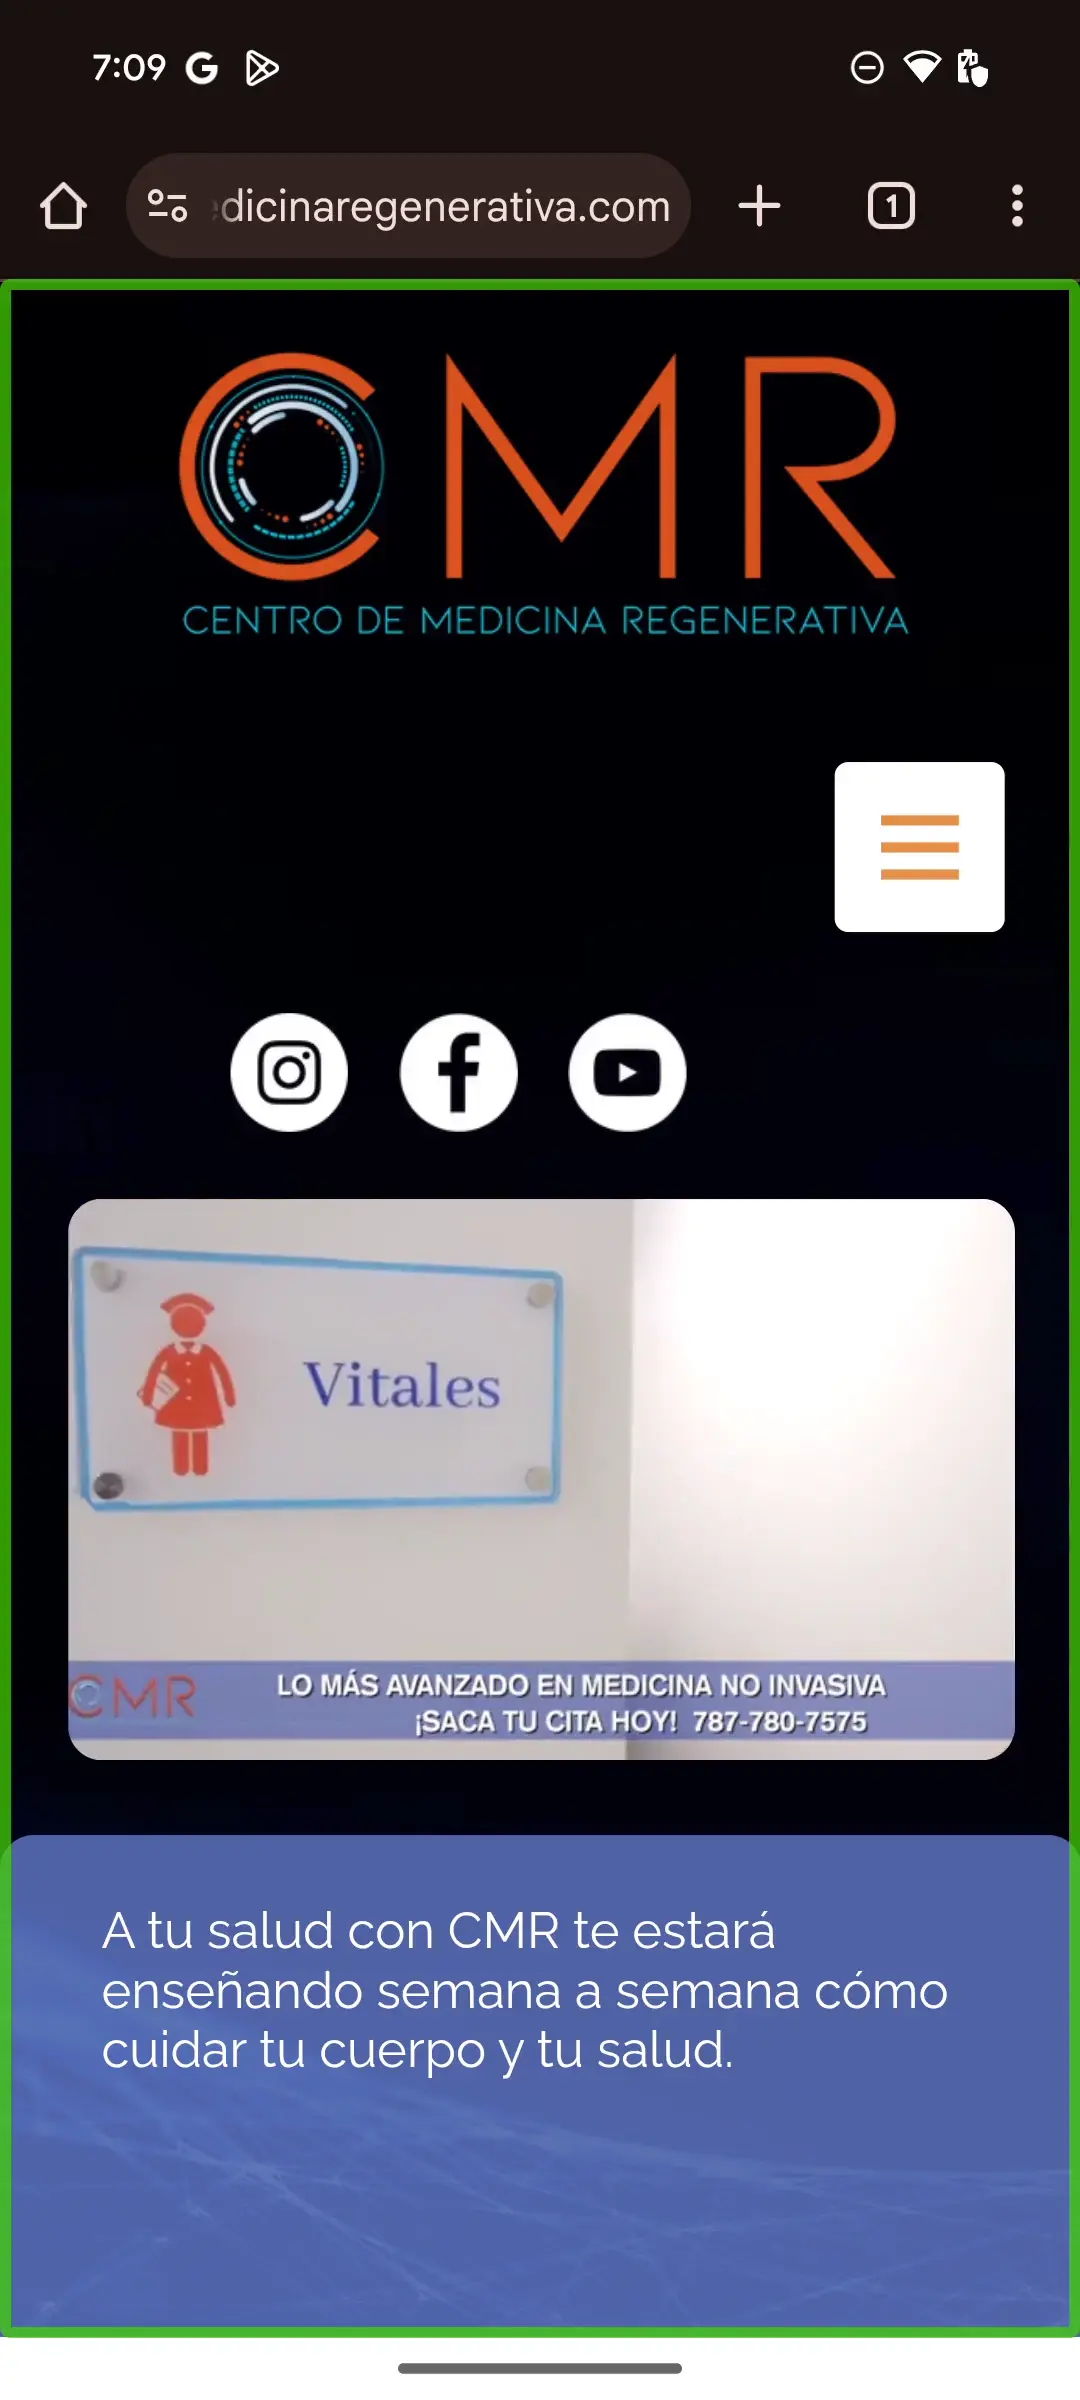 7:09
dicinaregenerativa.com
1
CMR
CENTRO DE MEDICINA REGENERATIVA
Vitales
CMR
LO MÁS AVANZADO EN MEDICINA NO INVASIVA
¡SACA TU CITA HOY! 787-780-7575
A tu salud con CMR te estará
enseñando semana a semana cómo
cuidar tu cuerpo y tu salud.